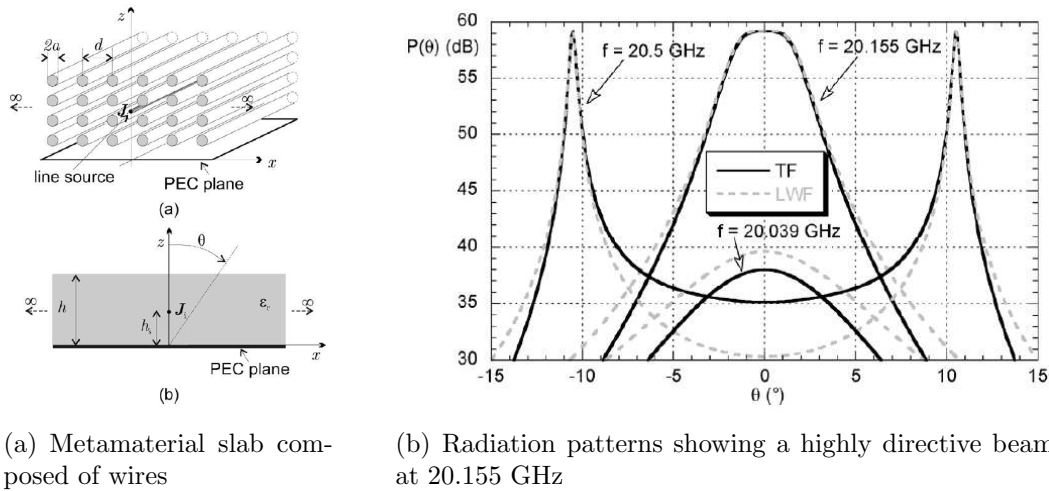 z
2a
d
∞
∞
J
i
x
line source
PEC plane
(a)
z
θ
∞
∞
h
J
i
h
s
ε
r
x
PEC plane
(b)
P(θ) (dB)
60
55
50
45
40
35
30
f = 20.5 GHz
f = 20.155 GHz
TF
LWF
f = 20.039 GHz
-15 -10 -5 0 5 10 15
θ (°)
(a) Metamaterial slab com-
posed of wires
(b) Radiation patterns showing a highly directive beam
at 20.155 GHz